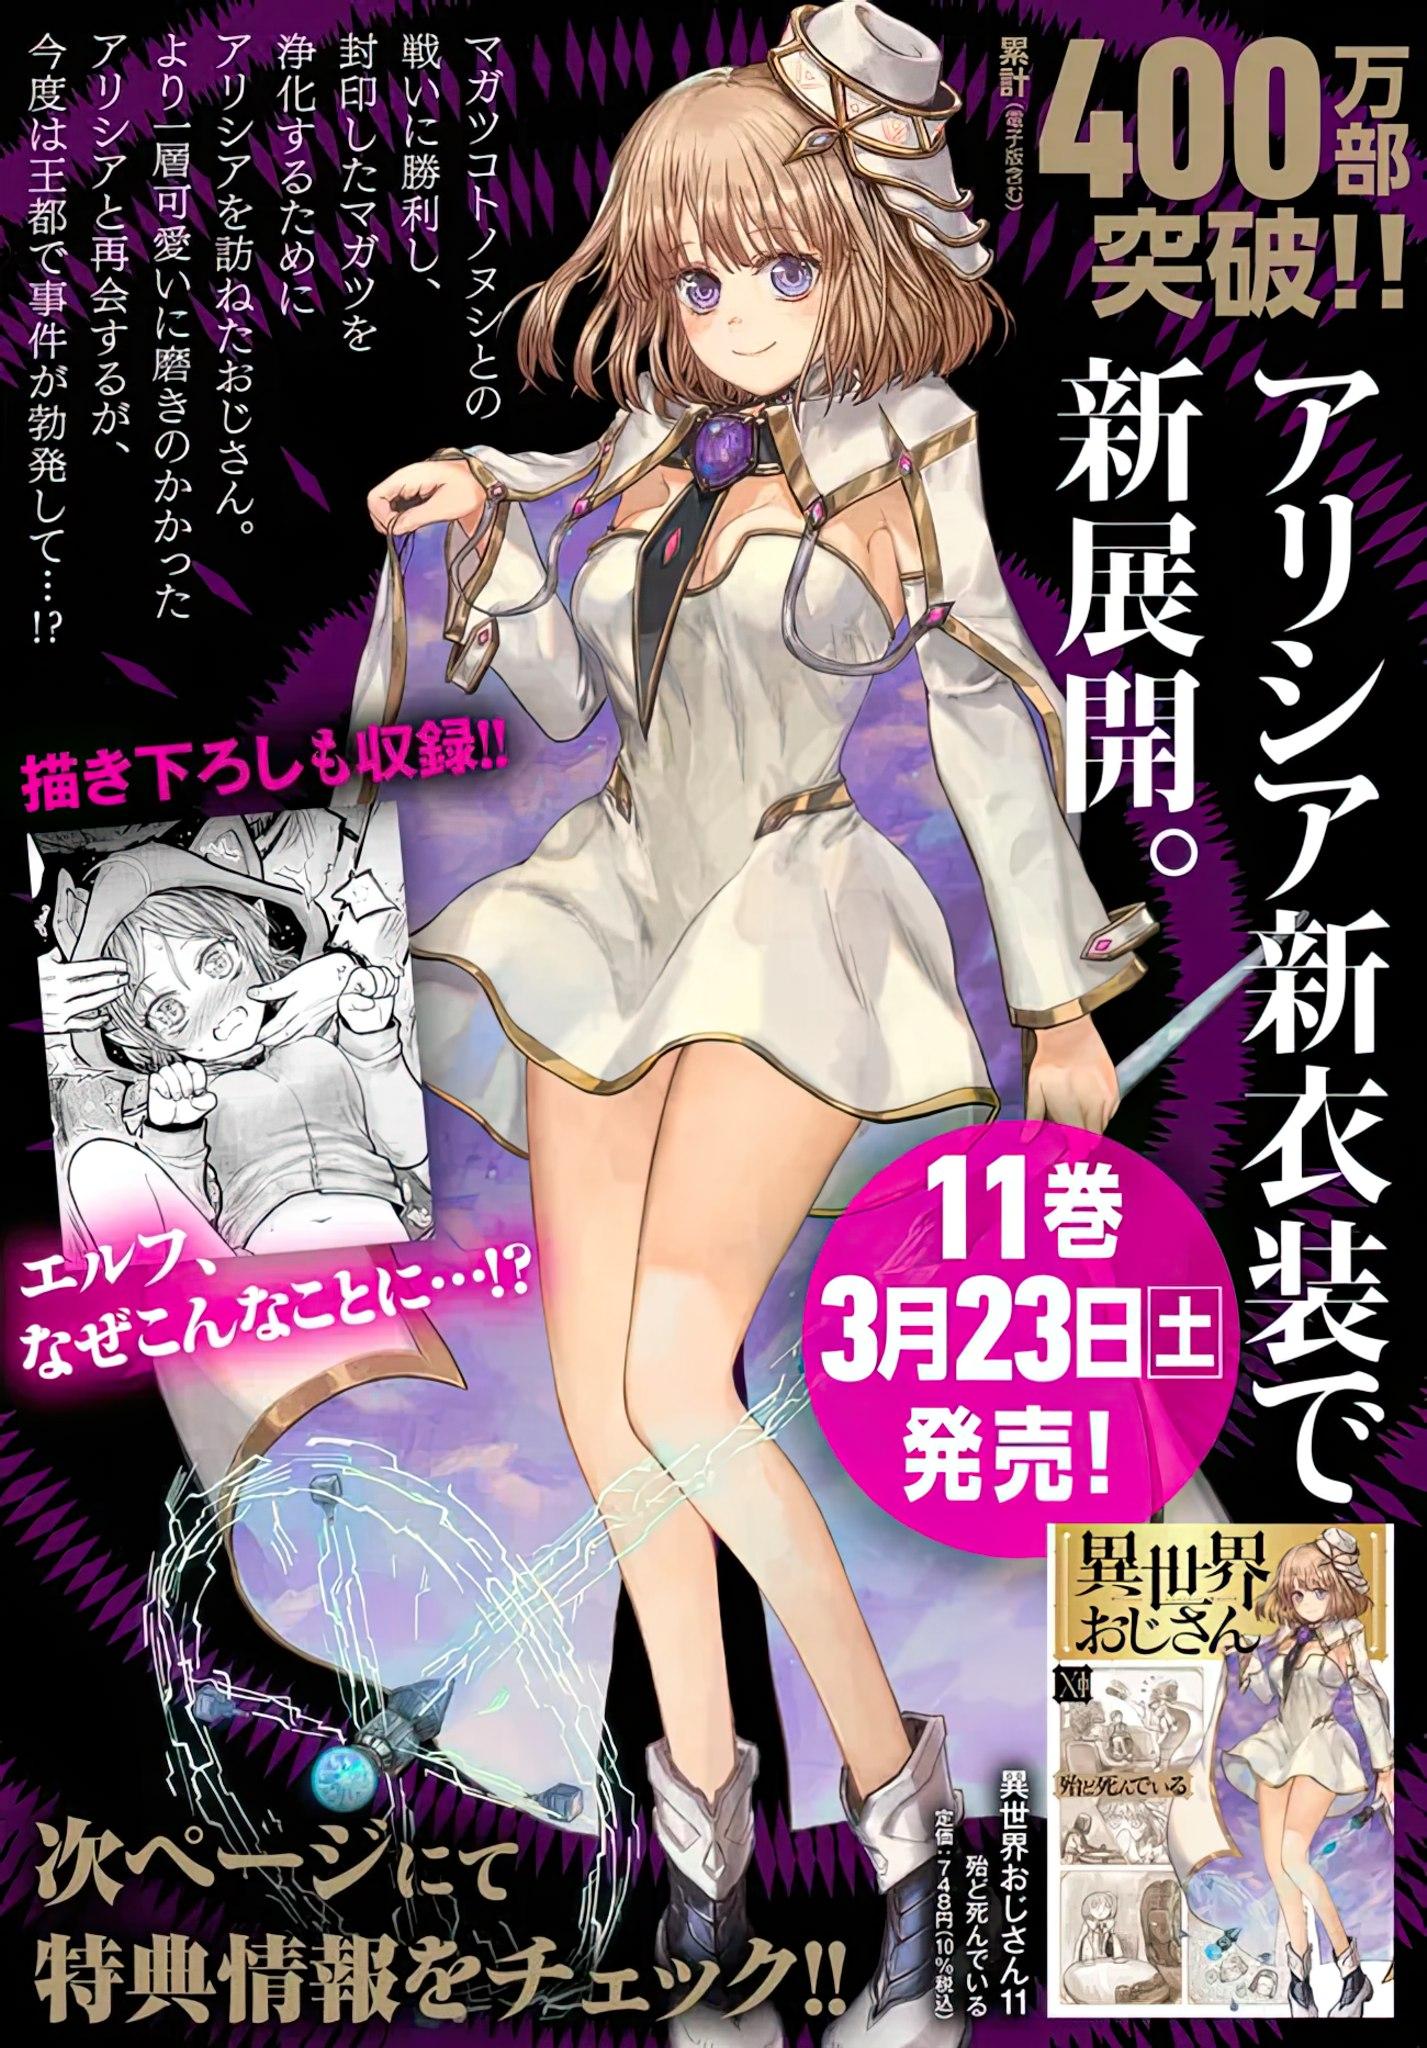 累計（電子版含む）
400万部
突破!!
アリシア新衣装で
新展開。
マガツコトノヌシとの
戦いに勝利し、
封印したマガツを
浄化するために
アリシアを訪ねたおじさん。
より一層可愛いに磨きのかかった
アリシアと再会するが、
今度は王都で事件が勃発して…!?
描き下ろしも収録!!
エルフ、
なぜこんなことに…!?
11巻
3月23日土
発売!
異世界
おじさん
殆ど死んでいる
異世界おじさん11
殆ど死んでいる
定価：748円(10%税込)
次ページにて
特典情報をチェック!!